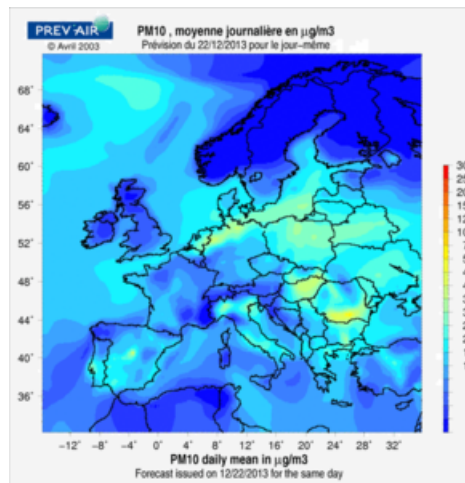 PREV'AIR
© Avril 2003
PM10 , moyenne journalière en µg/m3
Prévision du 22/12/2013 pour le jour-même
68°
64°
60°
56°
52°
48°
44°
40°
36°
−12° −8° −4° 0° 4° 8° 12° 16° 20° 24° 28° 32°
PM10 daily mean in µg/m3
Forecast issued on 12/22/2013 for the same day